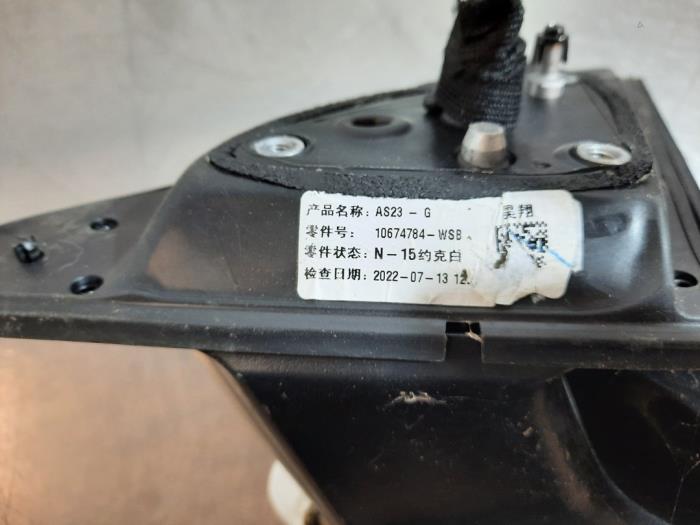 产品名称: AS23 - G
零件号: 10674784-WSB
零件状态: N - 15约克白
检查日期: 2022-07-13 12